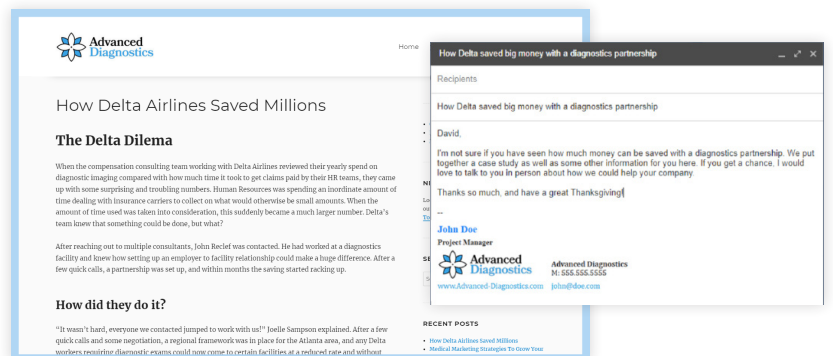 Advanced
Diagnostics
Home
How Delta Airlines Saved Millions
The Delta Dilema
When the compensation consulting team working with Delta Airlines reviewed their yearly spend on
diagnostic imaging compared with how much time it took to get claims paid by their HR teams, they came
up with some surprising and troubling numbers. Human Resources was spending an inordinate amount of
time dealing with insurance carriers to collect on what would otherwise be small amounts. When the
amount of time used was taken into consideration, this suddenly became a much larger number. Delta's
team knew that something could be done, but what?
After reaching out to multiple consultants, John Reclef was contacted. He had worked at a diagnostics
facility and knew how setting up an employer to facility relationship could make a huge difference. After a
few quick calls, a partnership was set up, and within months the saving started racking up.
How did they do it?
"It wasn't hard, everyone we contacted jumped to work with us!" Joelle Sampson explained. After a few
quick calls and some negotiation, a regional framework was in place for the Atlanta area, and any Delta
workers requiring diagnostic exams could now come to certain facilities at a reduced rate and without
RECENT POSTS
How Delta Airlines Saved Millions
Medical Marketing Strategies To Grow Your
How Delta saved big money with a diagnostics partnership
Recipients
How Delta saved big money with a diagnostics partnership
David,
I'm not sure if you have seen how much money can be saved with a diagnostics partnership. We put
together a case study as well as some other information for you here. If you get a chance, I would
love to talk to you in person about how we could help your company.
Thanks so much, and have a great Thanksgiving!
--
John Doe
Project Manager
Advanced
Diagnostics
Advanced Diagnostics
M: 555.555.5555
www.Advanced-Diagnostics.com john@doe.com